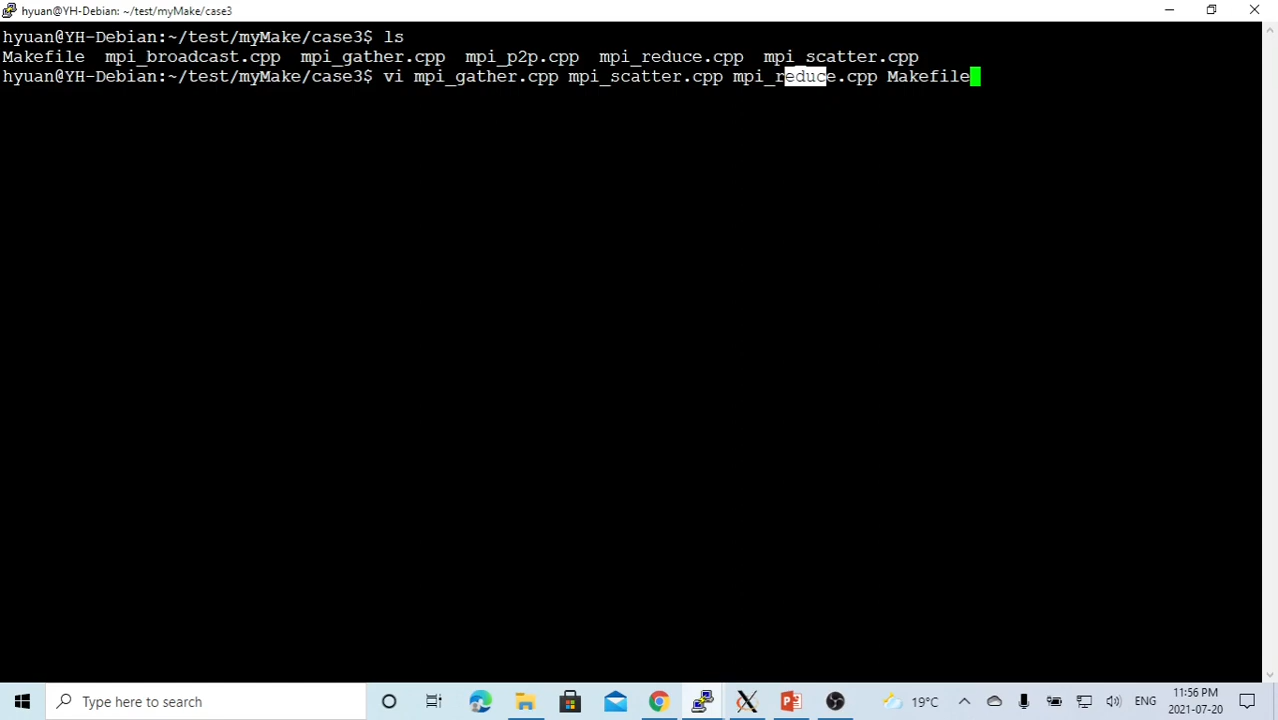 hyuan@YH-Debian: ~/test/myMake/case3
hyuan@YH-Debian:~/test/myMake/case3$ ls
Makefile  mpi_broadcast.cpp  mpi_gather.cpp  mpi_p2p.cpp  mpi_reduce.cpp  mpi_scatter.cpp
hyuan@YH-Debian:~/test/myMake/case3$ vi mpi_gather.cpp mpi_scatter.cpp mpi_reduce.cpp Makefile
Type here to search
19°C
ENG
11:56 PM
2021-07-20